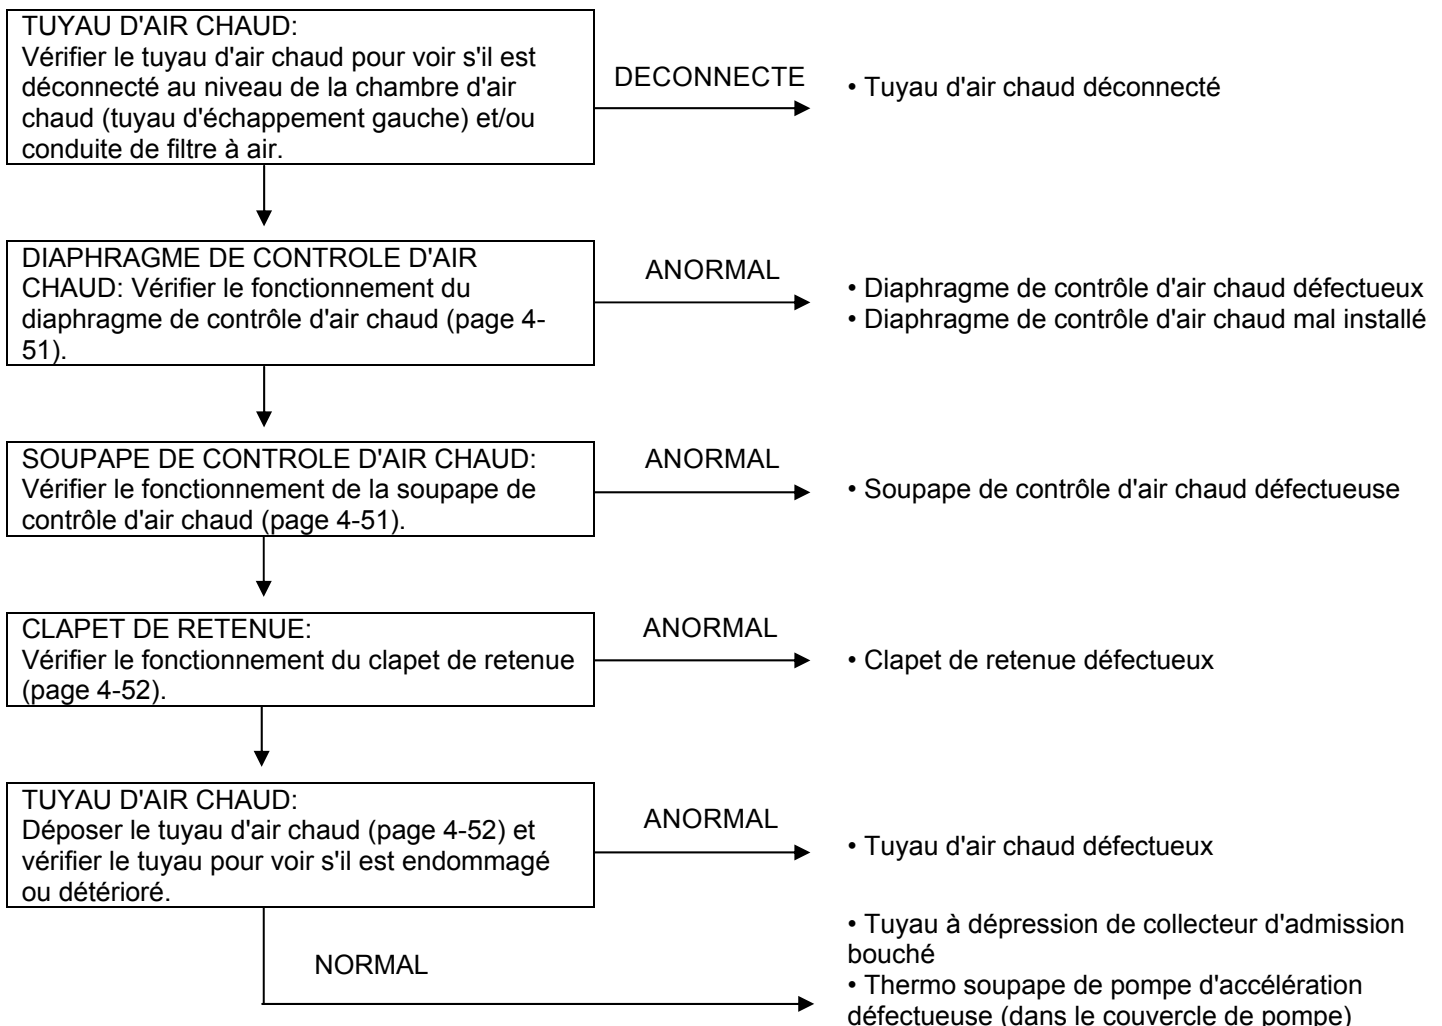 TUYAU D'AIR CHAUD:
Vérifier le tuyau d'air chaud pour voir s'il est
déconnecté au niveau de la chambre d'air
chaud (tuyau d'échappement gauche) et/ou
conduite de filtre à air.
DECONNECTE
• Tuyau d'air chaud déconnecté
DIAPHRAGME DE CONTROLE D'AIR
CHAUD: Vérifier le fonctionnement du
diaphragme de contrôle d'air chaud (page 4-
51).
ANORMAL
• Diaphragme de contrôle d'air chaud défectueux
• Diaphragme de contrôle d'air chaud mal installé
SOUPAPE DE CONTROLE D'AIR CHAUD:
Vérifier le fonctionnement de la soupape de
contrôle d'air chaud (page 4-51).
ANORMAL
• Soupape de contrôle d'air chaud défectueuse
CLAPET DE RETENUE:
Vérifier le fonctionnement du clapet de retenue
(page 4-52).
ANORMAL
• Clapet de retenue défectueux
TUYAU D'AIR CHAUD:
Déposer le tuyau d'air chaud (page 4-52) et
vérifier le tuyau pour voir s'il est endommagé
ou détérioré.
ANORMAL
• Tuyau d'air chaud défectueux
NORMAL
• Tuyau à dépression de collecteur d'admission
bouché
• Thermo soupape de pompe d'accélération
défectueuse (dans le couvercle de pompe)